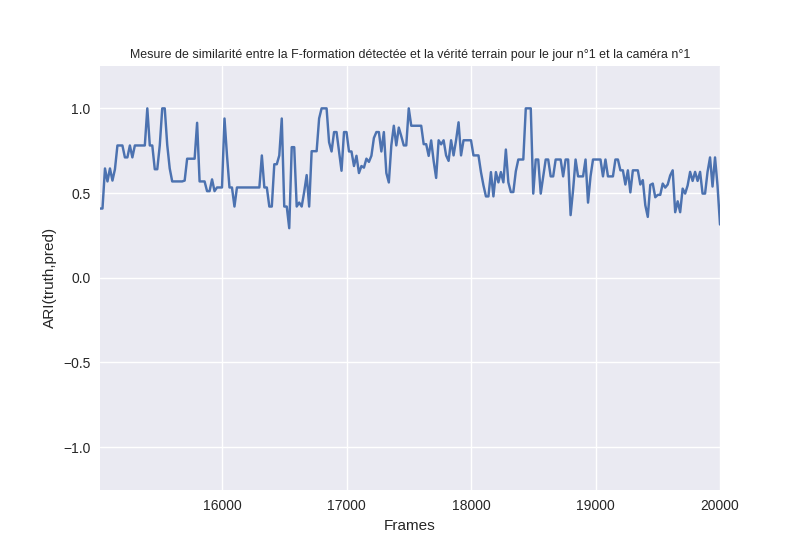 Mesure de similarité entre la F-formation détectée et la vérité terrain pour le jour n°1 et la caméra n°1
1.0
0.5
0.0
−0.5
−1.0
ARI(truth,pred)
16000 17000 18000 19000 20000
Frames